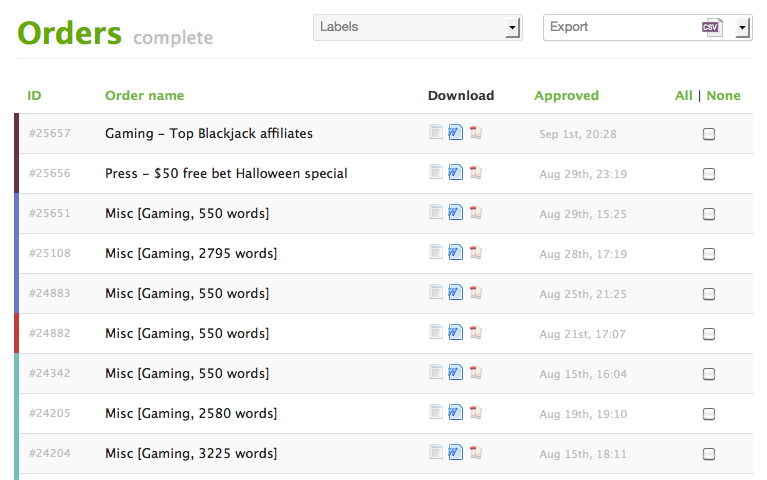 Orders complete
Labels
Export CSV
ID Order name Download Approved All | None
#25657 Gaming – Top Blackjack affiliates Sep 1st, 20:28
#25656 Press – $50 free bet Halloween special Aug 29th, 23:19
#25651 Misc [Gaming, 550 words] Aug 29th, 15:25
#25108 Misc [Gaming, 2795 words] Aug 28th, 17:19
#24883 Misc [Gaming, 550 words] Aug 25th, 21:25
#24882 Misc [Gaming, 550 words] Aug 21st, 17:07
#24342 Misc [Gaming, 550 words] Aug 15th, 16:04
#24205 Misc [Gaming, 2580 words] Aug 19th, 19:10
#24204 Misc [Gaming, 3225 words] Aug 15th, 18:11